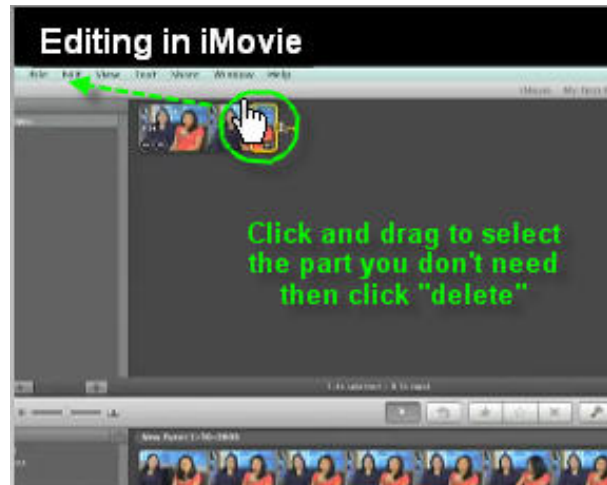 Editing in iMovie
File Edit View Text Share Window Help
Click and drag to select
the part you don't need
then click "delete"